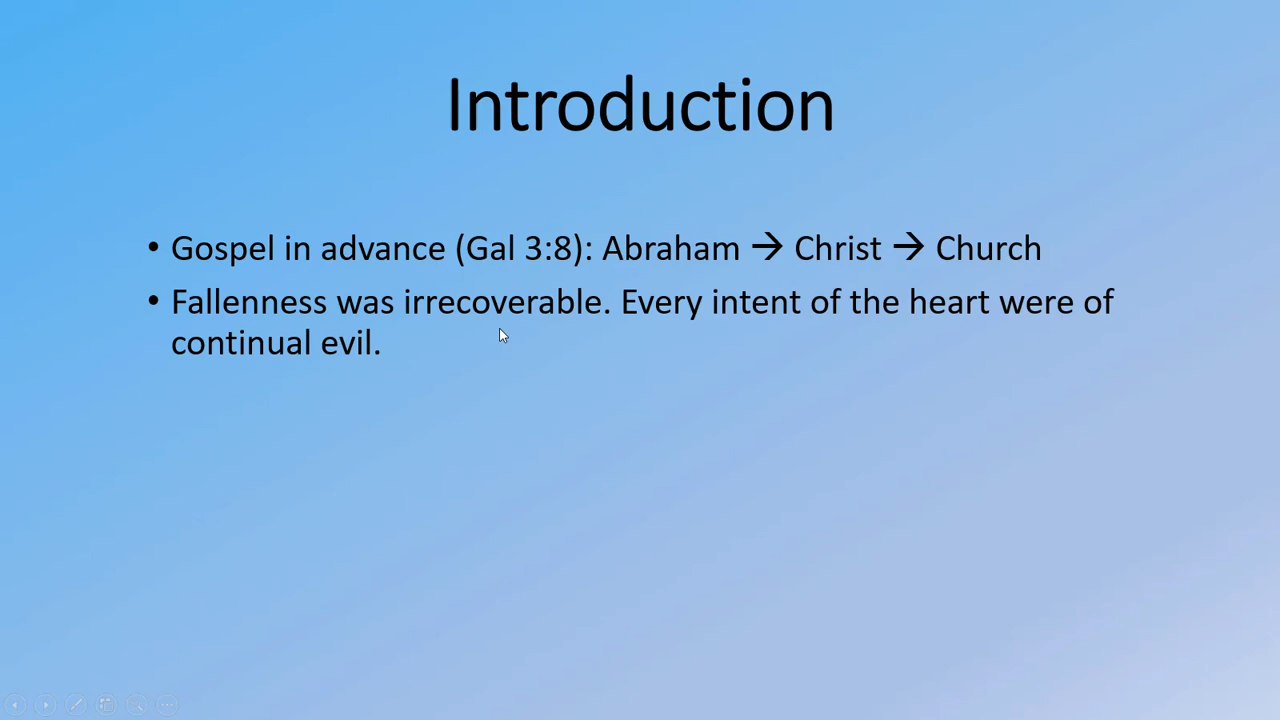 Introduction
• Gospel in advance (Gal 3:8): Abraham → Christ → Church
• Fallenness was irrecoverable. Every intent of the heart were of
continual evil.